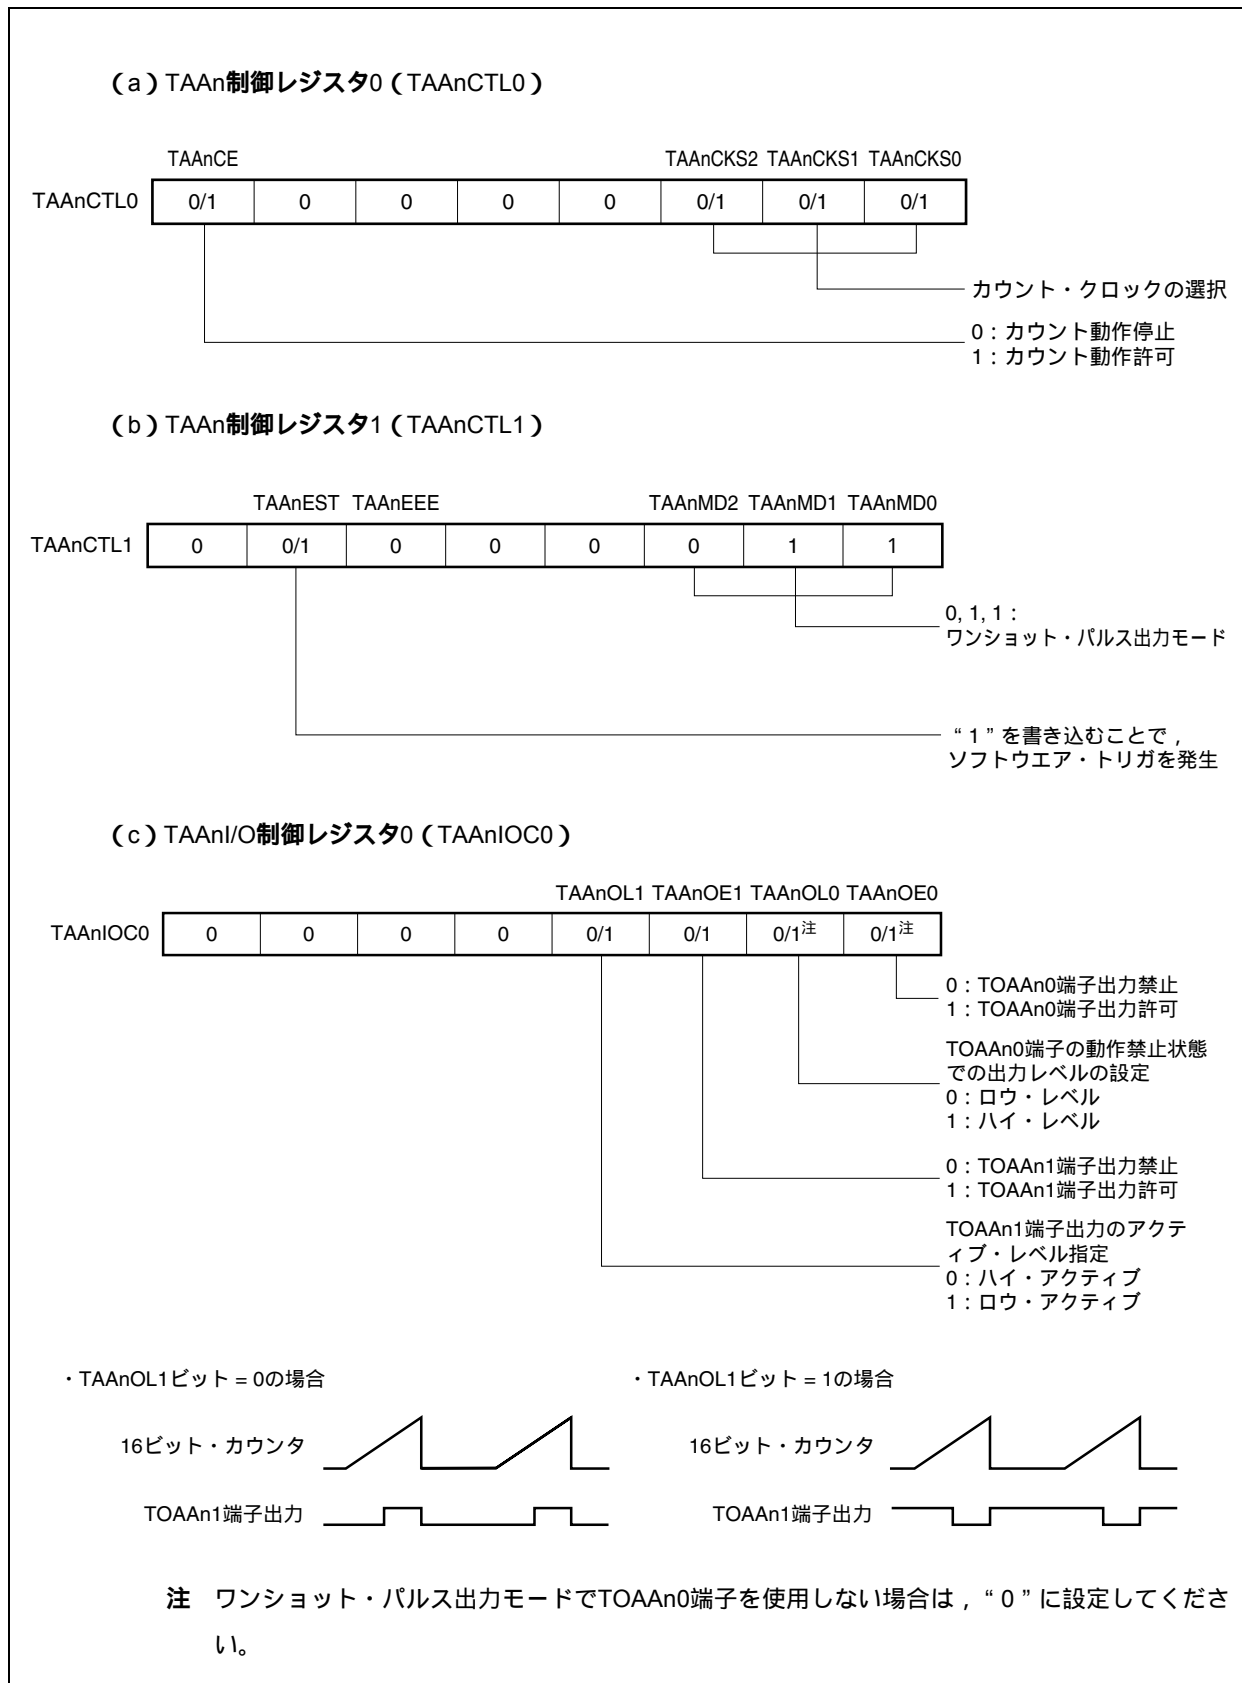 (a)TAAn制御レジスタ0(TAAnCTL0)
TAAnCE TAAnCKS2 TAAnCKS1 TAAnCKS0
TAAnCTL0 0/1 0 0 0 0 0/1 0/1 0/1
カウント・クロックの選択
0:カウント動作停止
1:カウント動作許可
(b)TAAn制御レジスタ1(TAAnCTL1)
TAAnEST TAAnEEE TAAnMD2 TAAnMD1 TAAnMD0
TAAnCTL1 0 0/1 0 0 0 0 1 1
0, 1, 1:
ワンショット・パルス出力モード
“1”を書き込むことで,
ソフトウエア・トリガを発生
(c)TAAnI/O制御レジスタ0(TAAnIOC0)
TAAnOL1 TAAnOE1 TAAnOL0 TAAnOE0
TAAnIOC0 0 0 0 0 0/1 0/1 0/1注 0/1注
0:TOAAn0端子出力禁止
1:TOAAn0端子出力許可
TOAAn0端子の動作禁止状態
での出力レベルの設定
0:ロウ・レベル
1:ハイ・レベル
0:TOAAn1端子出力禁止
1:TOAAn1端子出力許可
TOAAn1端子出力のアクテ
ィブ・レベル指定
0:ハイ・アクティブ
1:ロウ・アクティブ
・TAAnOL1ビット = 0の場合 ・TAAnOL1ビット = 1の場合
16ビット・カウンタ 16ビット・カウンタ
TOAAn1端子出力 TOAAn1端子出力
注 ワンショット・パルス出力モードでTOAAn0端子を使用しない場合は,“0”に設定してくださ
い。